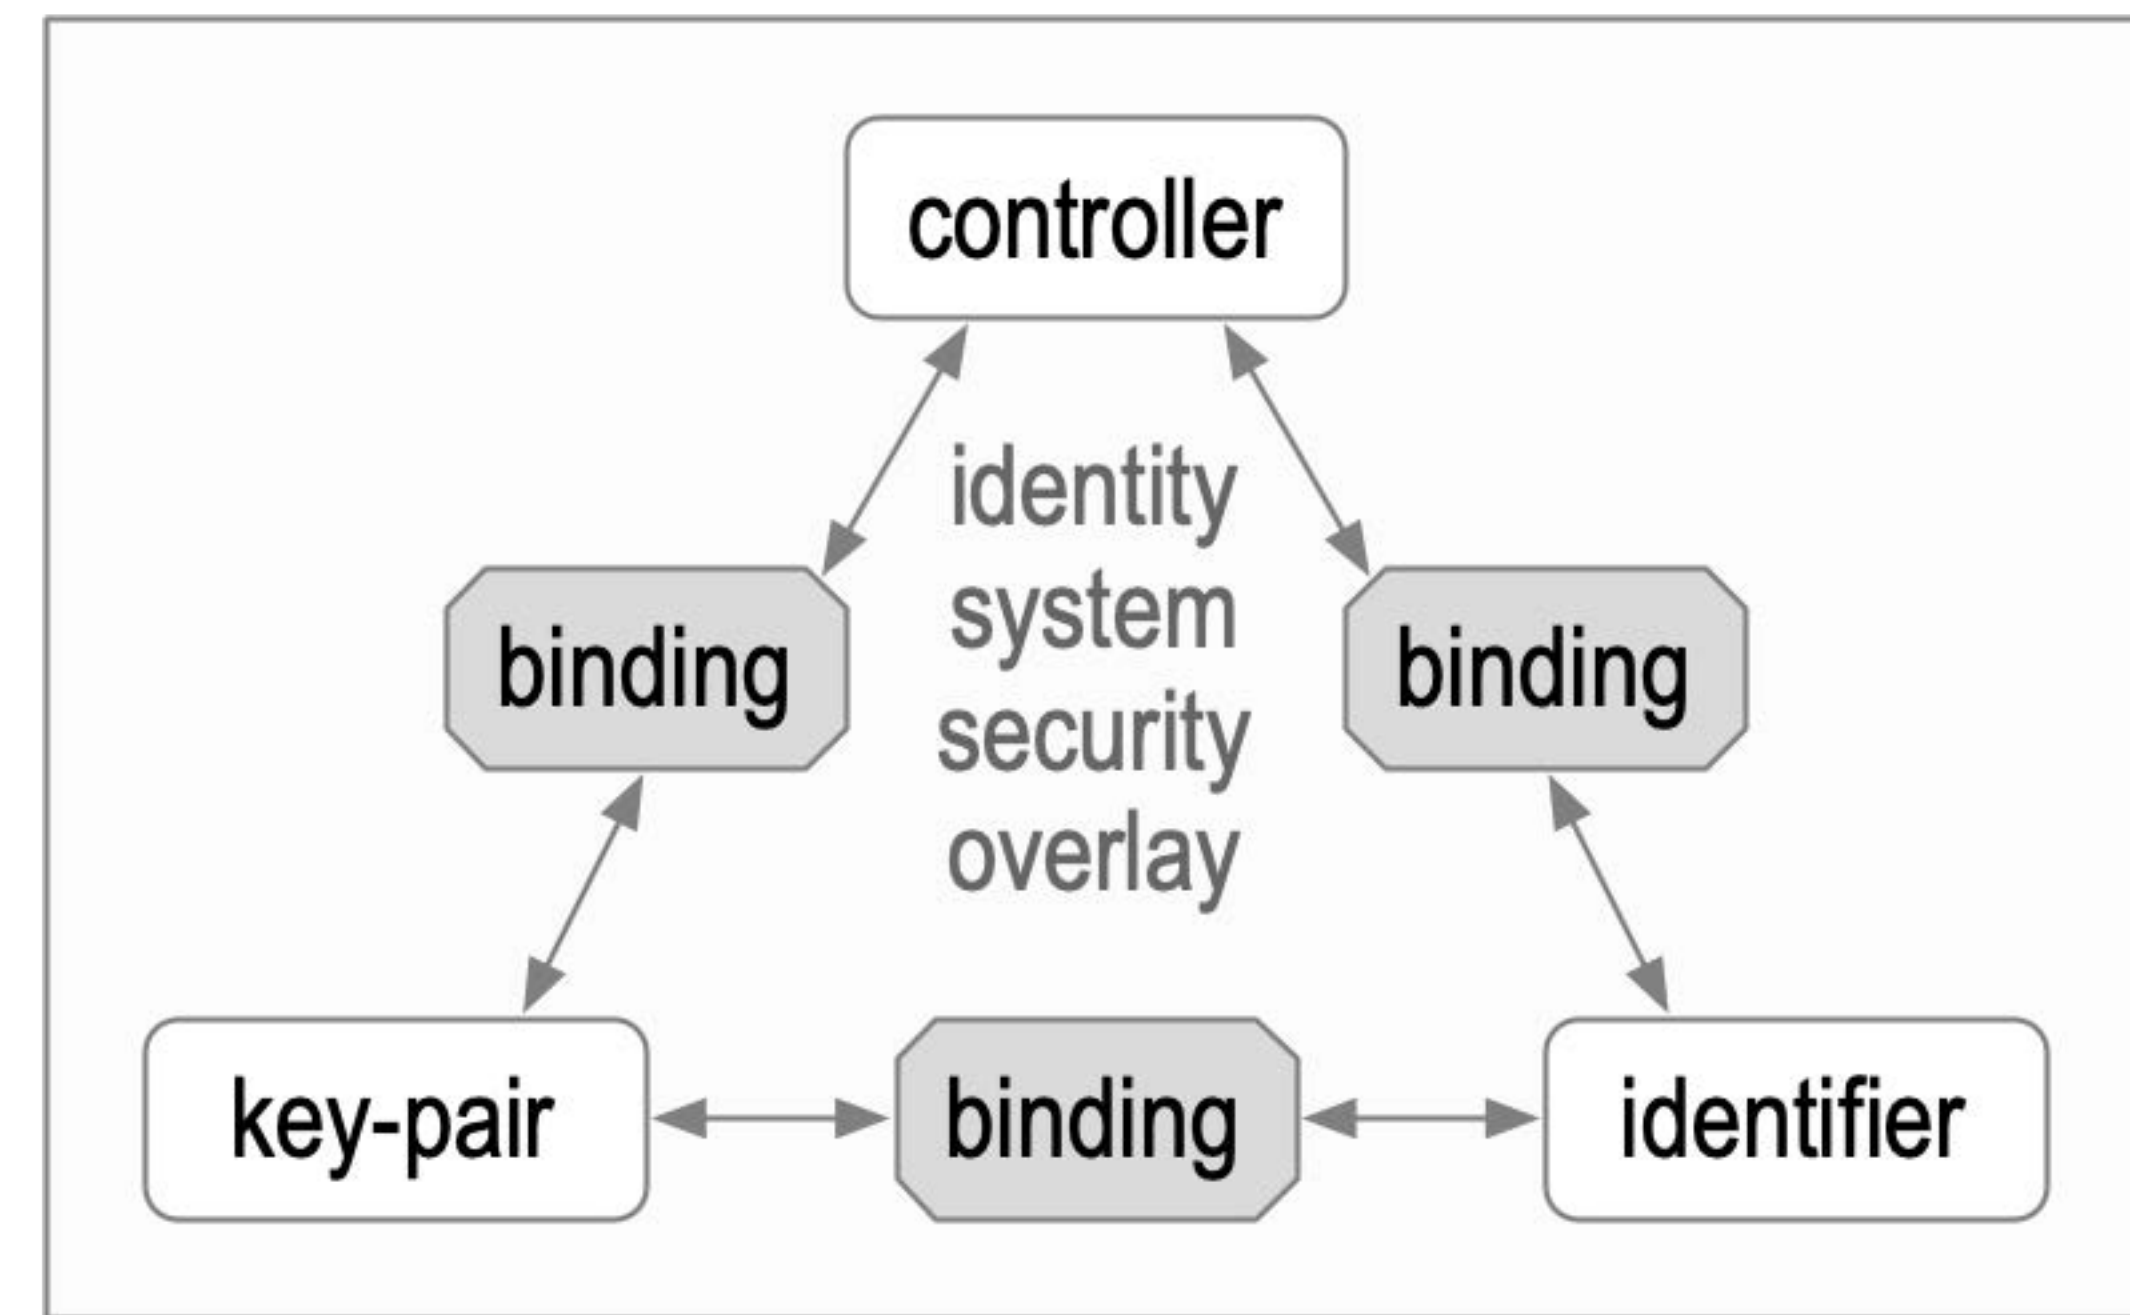 controller
identity
system
security
overlay
binding
binding
key-pair
binding
identifier